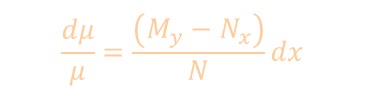 dμ/μ = (M_y − N_x)/N dx